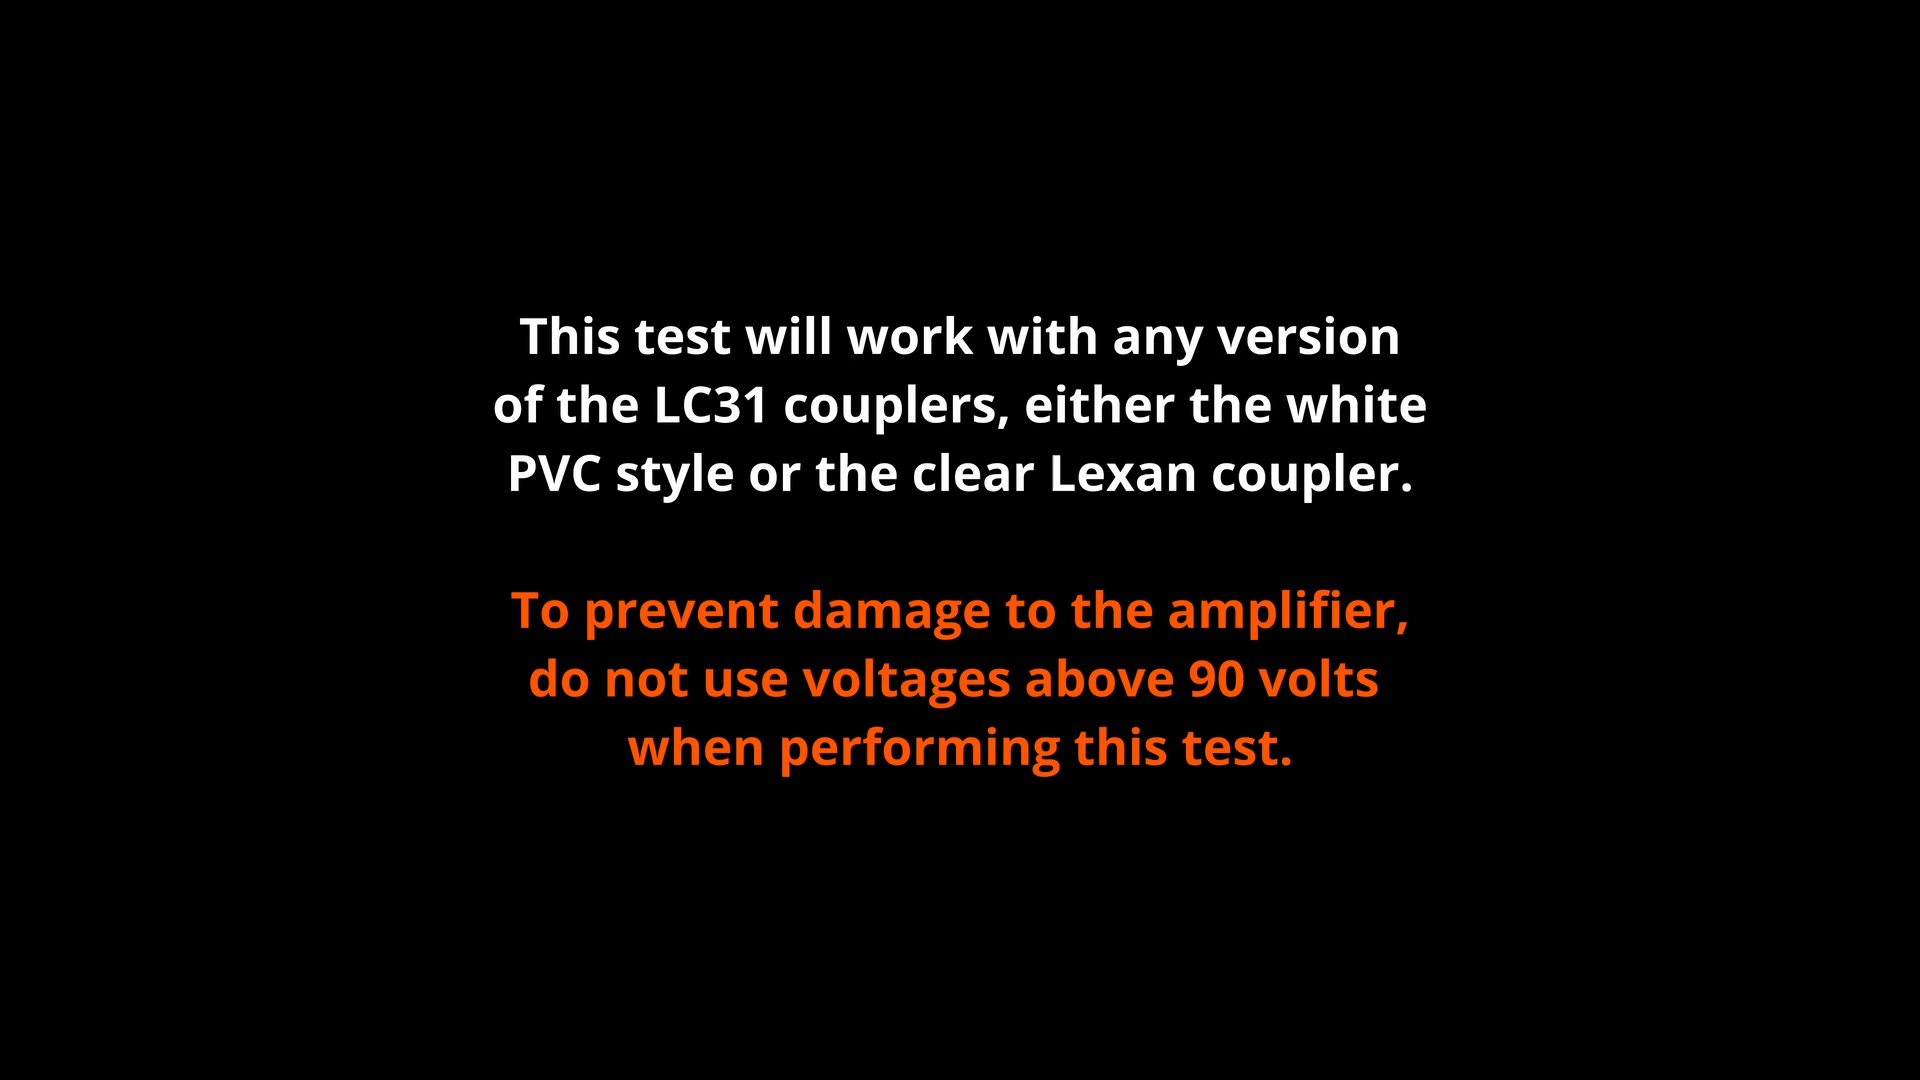 This test will work with any version
of the LC31 couplers, either the white
PVC style or the clear Lexan coupler.
To prevent damage to the amplifier,
do not use voltages above 90 volts
when performing this test.